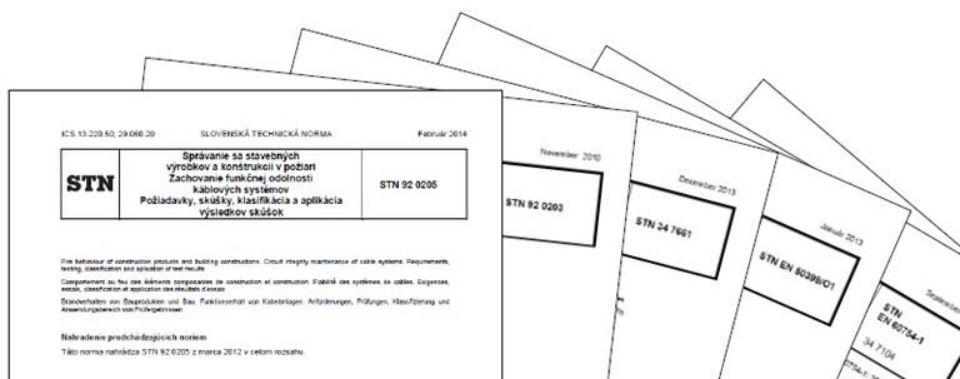 ICS 13.220.50; 29.060.20 SLOVENSKÁ TECHNICKÁ NORMA Február 2014
STN
Správanie sa stavebných
výrobkov a konštrukcií v požiari
Zachovanie funkčnej odolnosti
káblových systémov
Požiadavky, skúšky, klasifikácia a aplikácia
výsledkov skúšok
STN 92 0205
Fire behaviour of construction products and building constructions. Circuit integrity maintenance of cable systems. Requirements,
testing, classification and aplication of test results
Comportement au feu des éléments composantes de construction et construction. Fiabilité des systèmes de cables. Exigences,
essais, classification et application des résultats d'essais
Brandverhalten von Bauprodukten und Bau. Funktionserhalt von Kabelanlagen. Anforderungen, Prüfungen, Klassifizierung und
Anwendungsbereich von Prüfergebnissen
Nahradenie predchádzajúcich noriem
Táto norma nahrádza STN 92 0205 z marca 2012 v celom rozsahu.
November 2010
STN 92 0203
December 2013
STN 34 7661
Január 2013
STN EN 50399/O1
September
STN
EN 60754-1
34 7104